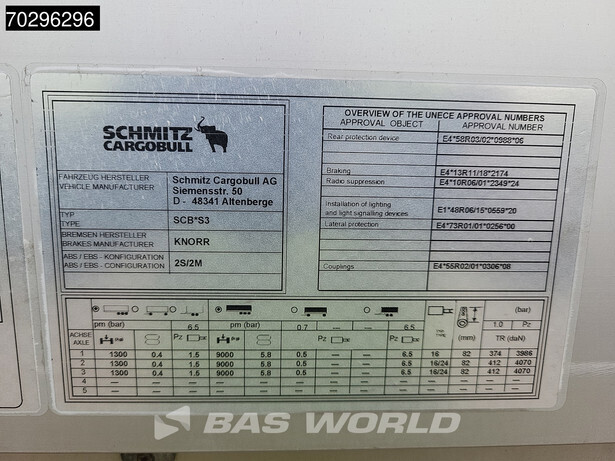 70296296
SCHMITZ
CARGOBULL
FAHRZEUG HERSTELLER
VEHICLE MANUFACTURER
Schmitz Cargobull AG
Siemensstr. 50
D - 48341 Altenberge
TYP
TYPE
SCB*S3
BREMSEN HERSTELLER
BRAKES MANUFACTURER
KNORR
ABS / EBS - KONFIGURATION
ABS / EBS - CONFIGURATION
2S/2M
OVERVIEW OF THE UNECE APPROVAL NUMBERS
APPROVAL OBJECT APPROVAL NUMBER
Rear protection device E4*58R03/02*0988*06
Braking E4*13R11/18*2174
Radio suppression E4*10R06/01*2349*24
Installation of lighting
and light signalling devices E1*48R06/15*0559*20
Lateral protection E4*73R01/01*0256*00
Couplings E4*55R02/01*0306*08
(bar)
6.5 0.7 — — 6.5 1.0 Pz
pm (bar) Pz pm (bar) Pz (mm) TR (daN)
ACHSE
AXLE
1 1300 0.4 1.5 9000 5.8 0.5 — — 6.5 16 82 374 3986
2 1300 0.4 1.5 9000 5.8 0.5 — — 6.5 16/24 82 412 4070
3 1300 0.4 1.5 9000 5.8 0.5 — — 6.5 16/24 82 412 4070
4 — — — — — — — — — — — — —
5 — — — — — — — — — — — — —
BAS WORLD